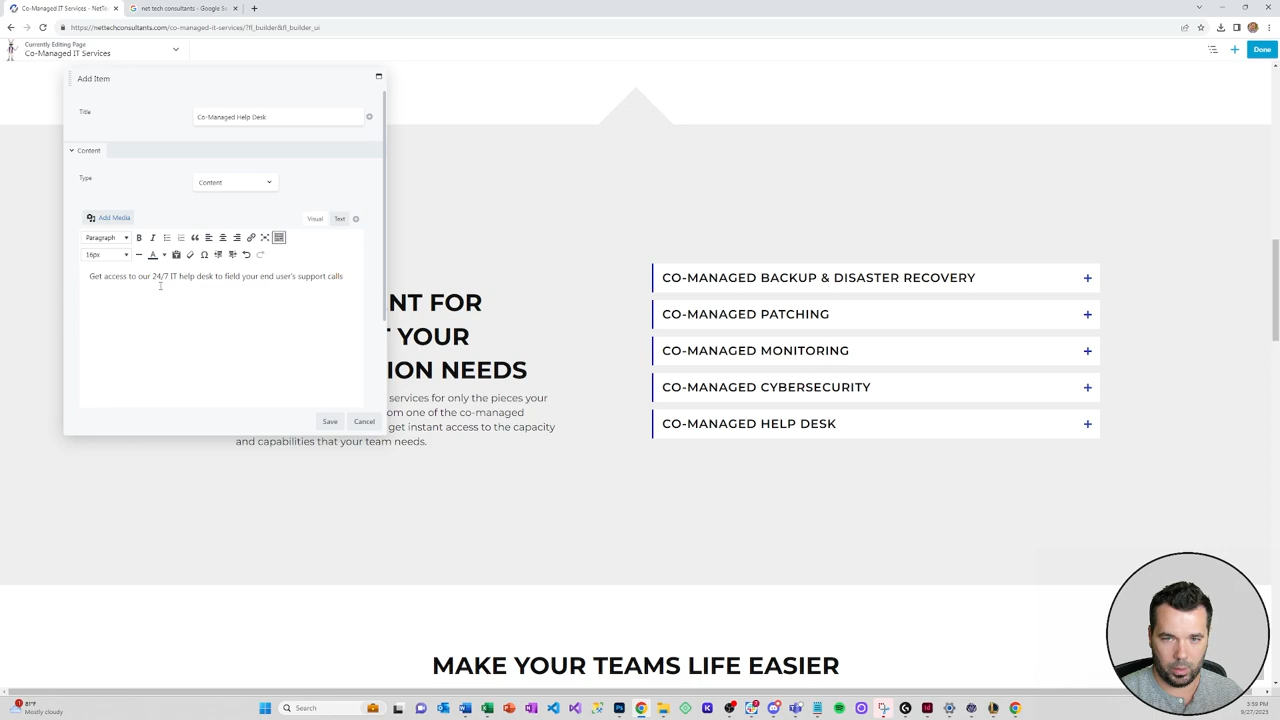 Co-Managed IT Services – NetTe
net tech consultants - Google Se
https://nettechconsultants.com/co-managed-it-services/?fl_builder&fl_builder_ui
Currently Editing Page
Co-Managed IT Services
Done
Add Item
Title
Co-Managed Help Desk
Content
Type
Content
Add Media
Visual
Text
Paragraph
16px
Get access to our 24/7 IT help desk to field your end user's support calls
Save
Cancel
NT FOR
YOUR
ION NEEDS
services for only the pieces your
om one of the co-managed
get instant access to the capacity
and capabilities that your team needs.
CO-MANAGED BACKUP & DISASTER RECOVERY
CO-MANAGED PATCHING
CO-MANAGED MONITORING
CO-MANAGED CYBERSECURITY
CO-MANAGED HELP DESK
MAKE YOUR TEAMS LIFE EASIER
81°F
Mostly cloudy
Search
3:59 PM
9/27/2023